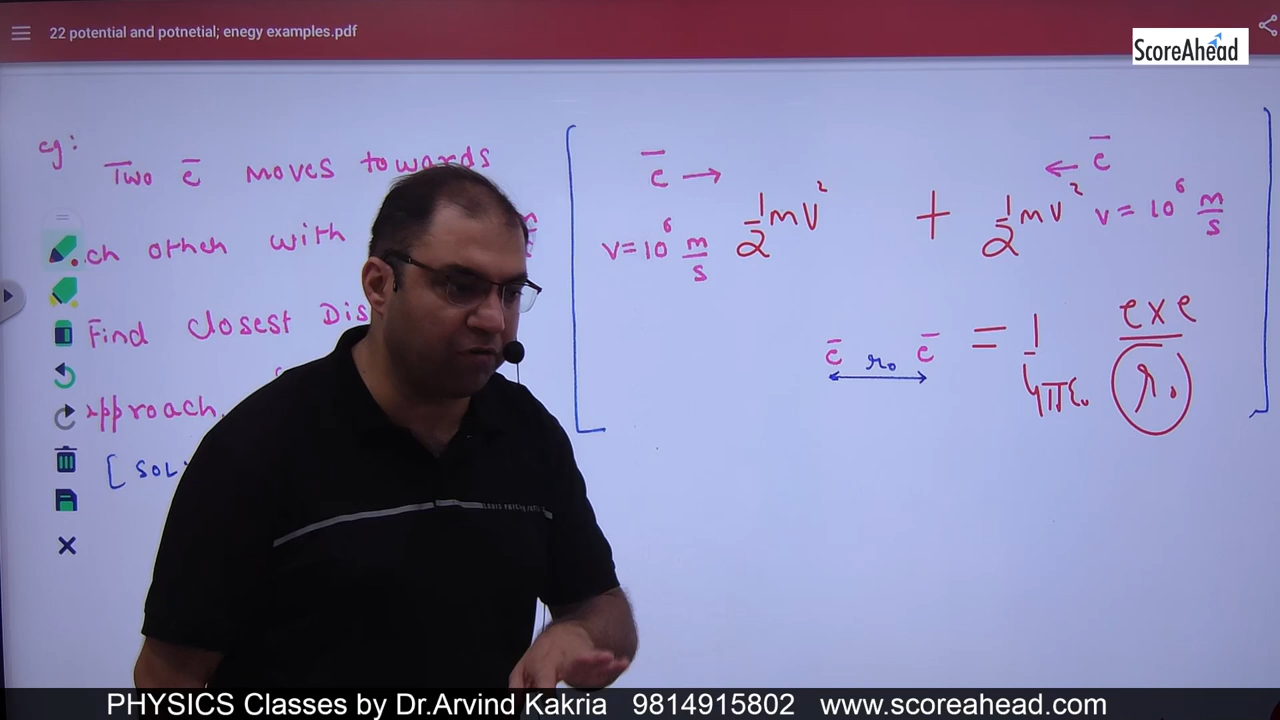 22 potential and potnetial; enegy examples.pdf
ScoreAhead
eg:
Two e̅ moves towards
ch other with
Find closest Dis
approach.
[ SOL:
e̅ → ← e̅
v = 10⁶ m/s ½mv² + ½mv² v = 10⁶ m/s
e̅ r₀ e̅ = 1/4πε₀ e×e/r₀
PHYSICS Classes by Dr.Arvind Kakria 9814915802 www.scoreahead.com